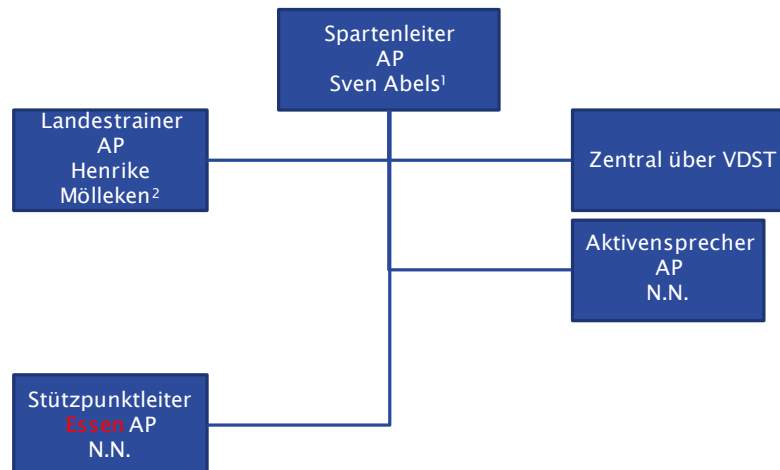 Spartenleiter
AP
Sven Abels¹
Landestrainer
AP
Henrike
Mölleken²
Zentral über VDST
Aktivensprecher
AP
N.N.
Stützpunktleiter
Essen AP
N.N.